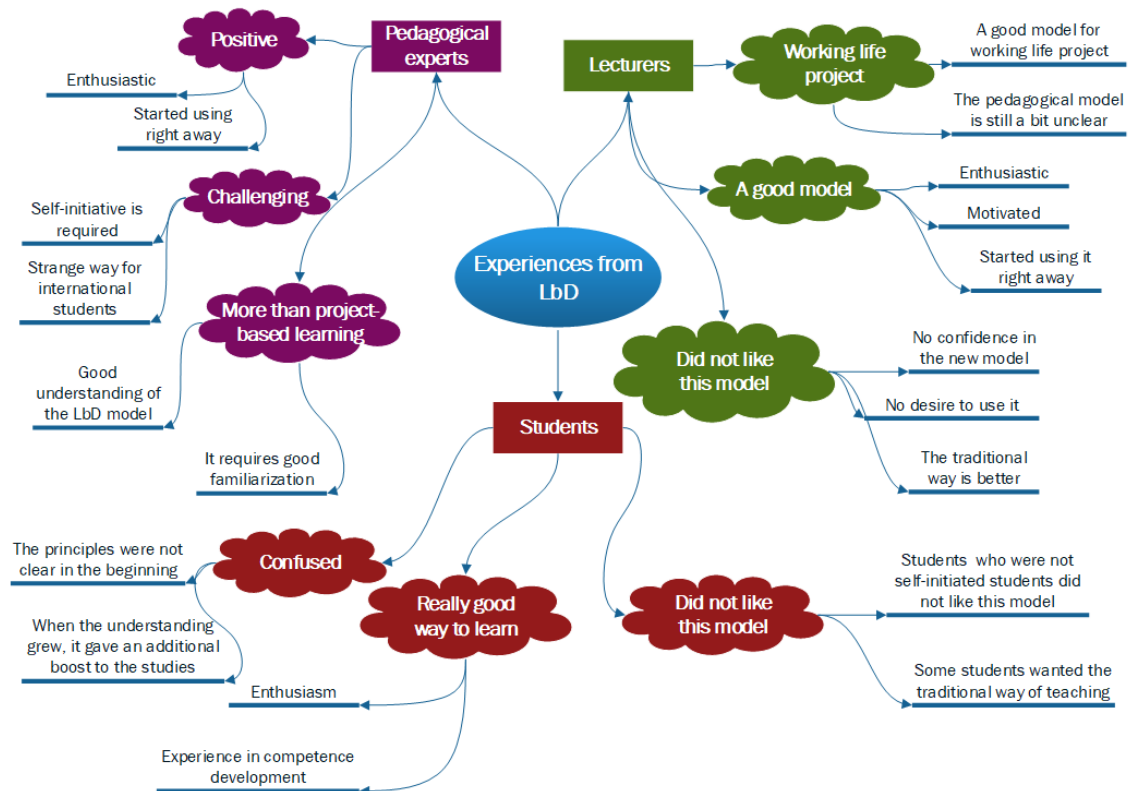 Experiences from
LbD
Pedagogical
experts
Positive
Enthusiastic
Started using
right away
Challenging
Self-initiative is
required
Strange way for
international
students
More than project-
based learning
Good
understanding
of the LbD model
It requires good
familiarization
Lecturers
Working life
project
A good model for
working life project
The pedagogical model
is still a bit unclear
A good model
Enthusiastic
Motivated
Started using it
right away
Did not like
this model
No confidence in
the new model
No desire to use it
The traditional
way is better
Students
Confused
The principles were not
clear in the beginning
When the understanding
grew, it gave an additional
boost to the studies
Really good
way to learn
Enthusiasm
Experience in competence
development
Did not like
this model
Students who were not
self-initiated students did
not like this model
Some students wanted the
traditional way of teaching